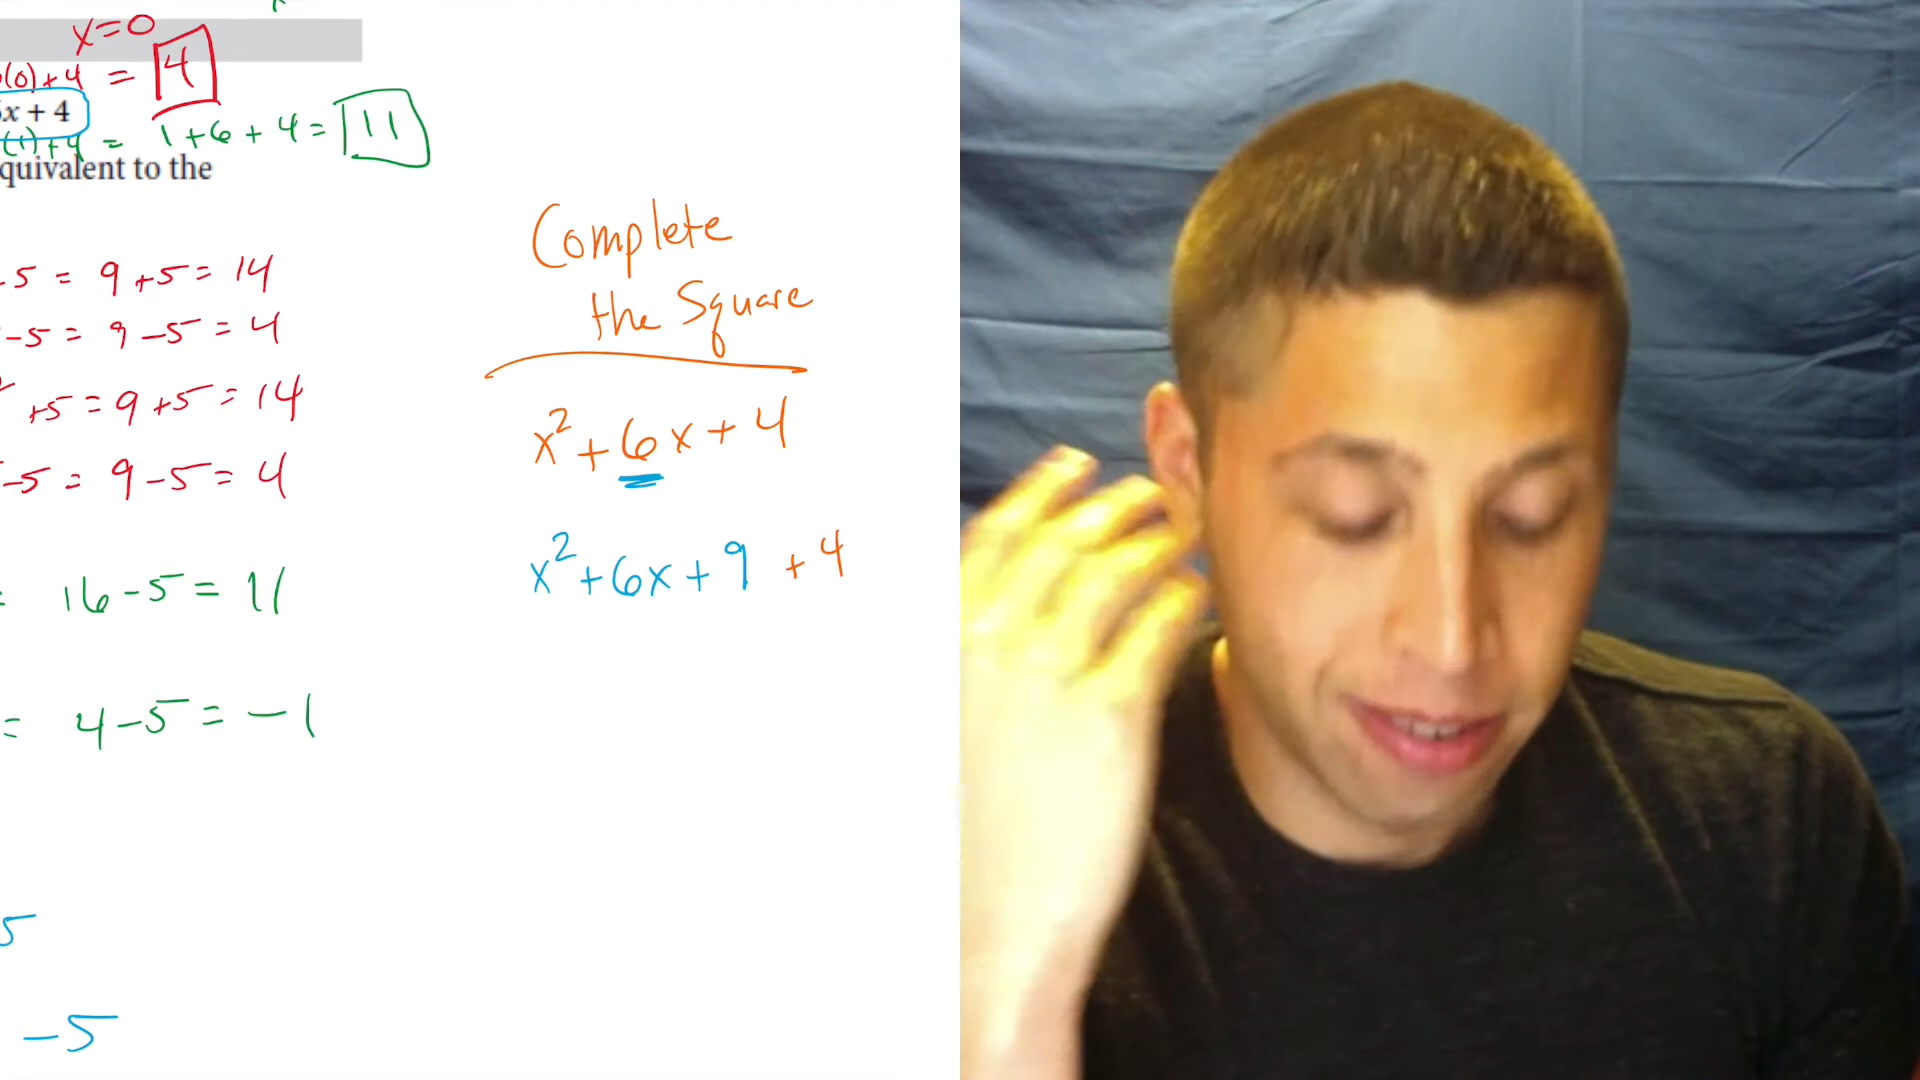 x=0
(0)+4 = 4
x + 4
(1)+4 = 1+6+4= 11
quivalent to the
-5 = 9+5= 14
-5= 9-5=4
+5=9+5=14
-5= 9-5=4
= 16-5= 11
= 4-5= -1
5
-5
Complete
the Square
x²+6x+4
x²+6x+9 +4